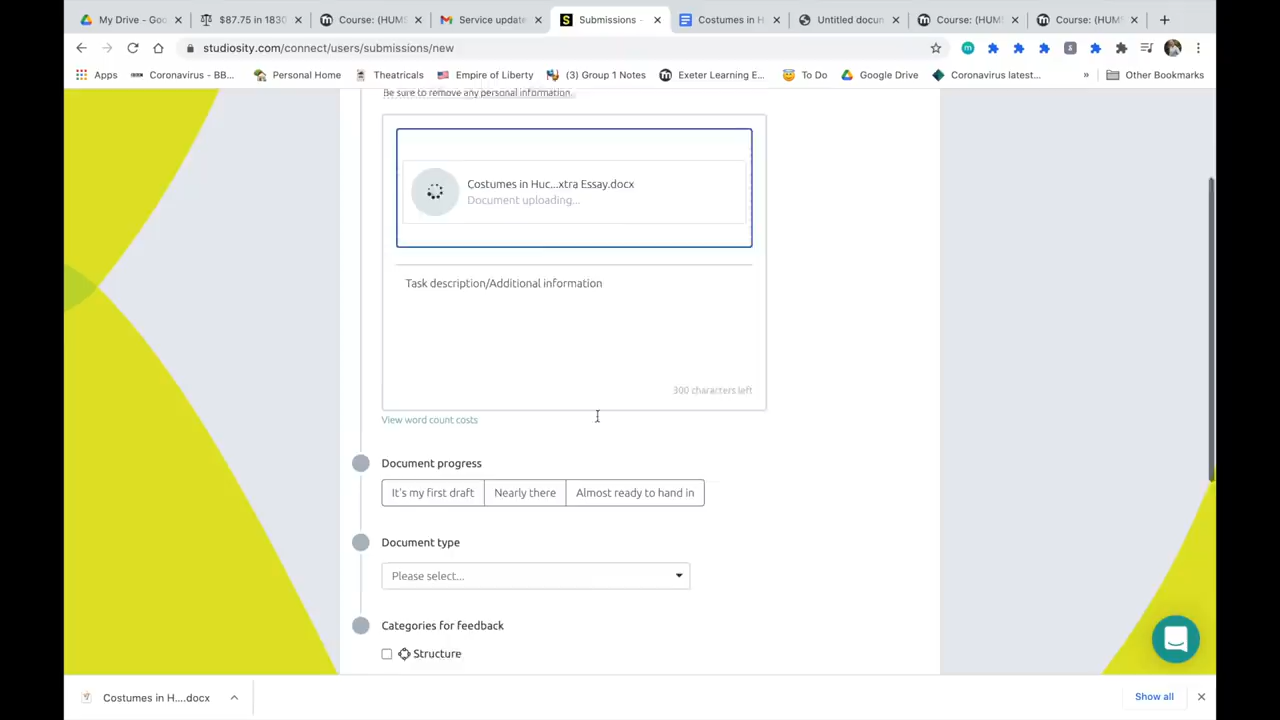 My Drive - Goo
$87.75 in 1830
Course: (HUMS
Service update
Submissions -
Costumes in H
Untitled docun
Course: (HUM
Course: (HUM
studiosity.com/connect/users/submissions/new
Apps
Coronavirus - BB...
Personal Home
Theatricals
Empire of Liberty
(3) Group 1 Notes
Exeter Learning E...
To Do
Google Drive
Coronavirus latest...
»
Other Bookmarks
Be sure to remove any personal information.
Costumes in Huc...xtra Essay.docx
Document uploading...
Task description/Additional information
300 characters left
View word count costs
Document progress
It's my first draft
Nearly there
Almost ready to hand in
Document type
Please select...
Categories for feedback
Structure
Costumes in H....docx
Show all